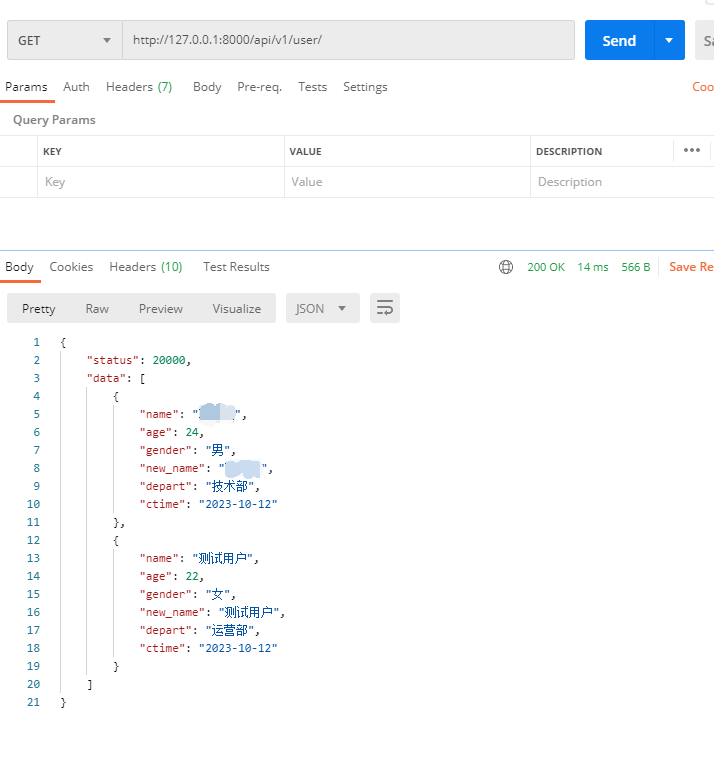 GET http://127.0.0.1:8000/api/v1/user/ Send
Params Auth Headers (7) Body Pre-req. Tests Settings
Query Params
KEY VALUE DESCRIPTION •••
Key Value Description
Body Cookies Headers (10) Test Results 200 OK 14 ms 566 B Save
Pretty Raw Preview Visualize JSON
1 {
2 "status": 20000,
3 "data": [
4 {
5 "name": "",
6 "age": 24,
7 "gender": "男",
8 "new_name": "",
9 "depart": "技术部",
10 "ctime": "2023-10-12"
11 },
12 {
13 "name": "测试用户",
14 "age": 22,
15 "gender": "女",
16 "new_name": "测试用户",
17 "depart": "运营部",
18 "ctime": "2023-10-12"
19 }
20 ]
21 }